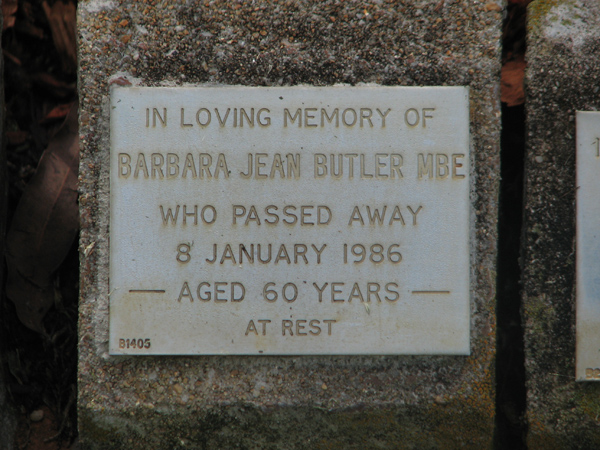 IN LOVING MEMORY OF
BARBARA JEAN BUTLER MBE
WHO PASSED AWAY
8 JANUARY 1986
— AGED 60 YEARS —
AT REST
B1405